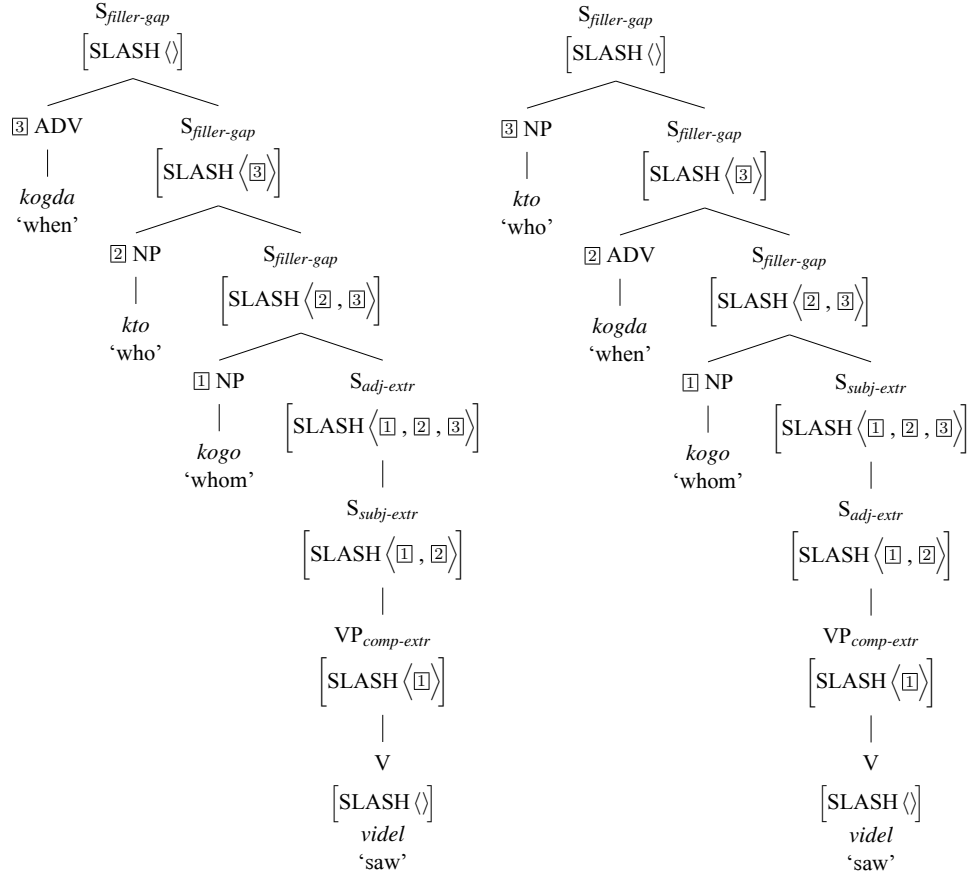 S filler-gap
[SLASH ⟨⟩]
3 ADV
kogda
‘when’
S filler-gap
[SLASH ⟨3⟩]
2 NP
kto
‘who’
S filler-gap
[SLASH ⟨2 , 3⟩]
1 NP
kogo
‘whom’
S adj-extr
[SLASH ⟨1 , 2 , 3⟩]
S subj-extr
[SLASH ⟨1 , 2⟩]
VP comp-extr
[SLASH ⟨1⟩]
V
[SLASH ⟨⟩]
videl
‘saw’
S filler-gap
[SLASH ⟨⟩]
3 NP
kto
‘who’
S filler-gap
[SLASH ⟨3⟩]
2 ADV
kogda
‘when’
S filler-gap
[SLASH ⟨2 , 3⟩]
1 NP
kogo
‘whom’
S subj-extr
[SLASH ⟨1 , 2 , 3⟩]
S adj-extr
[SLASH ⟨1 , 2⟩]
VP comp-extr
[SLASH ⟨1⟩]
V
[SLASH ⟨⟩]
videl
‘saw’